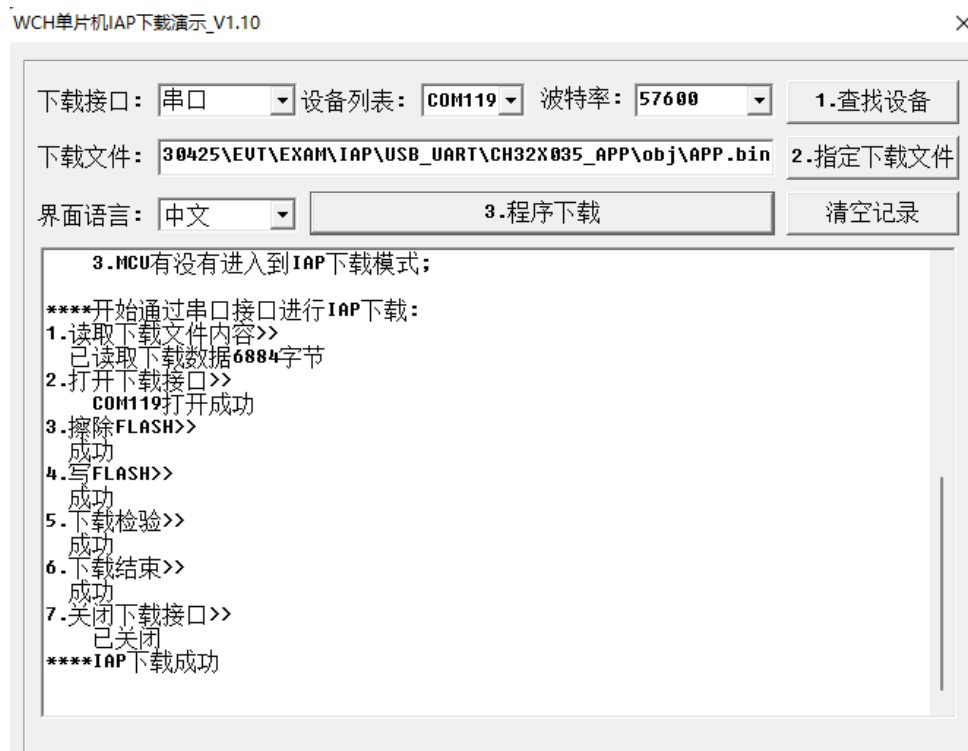 WCH单片机IAP下载演示_V1.10
下载接口: 串口 设备列表: COM119 波特率: 57600 1.查找设备
下载文件: 30425\EVT\EXAM\IAP\USB_UART\CH32X035_APP\obj\APP.bin 2.指定下载文件
界面语言: 中文 3.程序下载 清空记录
3.MCU有没有进入到IAP下载模式;
****开始通过串口接口进行IAP下载:
1.读取下载文件内容>>
已读取下载数据6884字节
2.打开下载接口>>
COM119打开成功
3.擦除FLASH>>
成功
4.写FLASH>>
成功
5.下载检验>>
成功
6.下载结束>>
成功
7.关闭下载接口>>
已关闭
****IAP下载成功